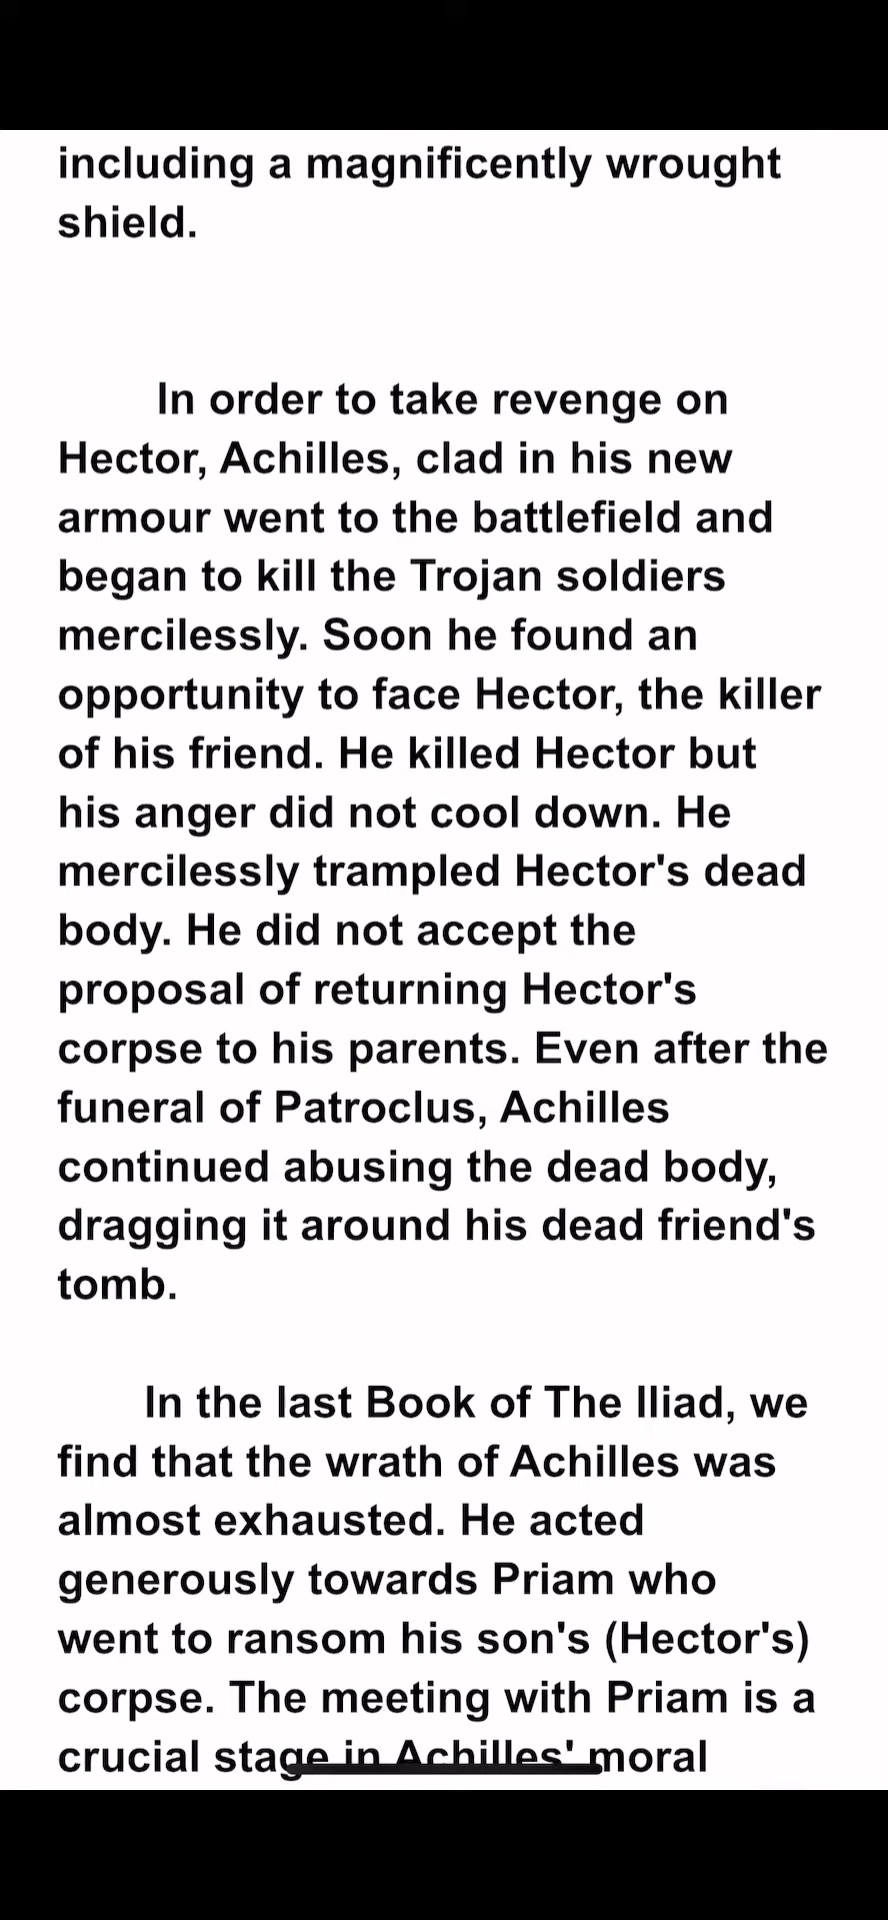 including a magnificently wrought
shield.
In order to take revenge on
Hector, Achilles, clad in his new
armour went to the battlefield and
began to kill the Trojan soldiers
mercilessly. Soon he found an
opportunity to face Hector, the killer
of his friend. He killed Hector but
his anger did not cool down. He
mercilessly trampled Hector's dead
body. He did not accept the
proposal of returning Hector's
corpse to his parents. Even after the
funeral of Patroclus, Achilles
continued abusing the dead body,
dragging it around his dead friend's
tomb.
In the last Book of The Iliad, we
find that the wrath of Achilles was
almost exhausted. He acted
generously towards Priam who
went to ransom his son's (Hector's)
corpse. The meeting with Priam is a
crucial stage in Achilles' moral